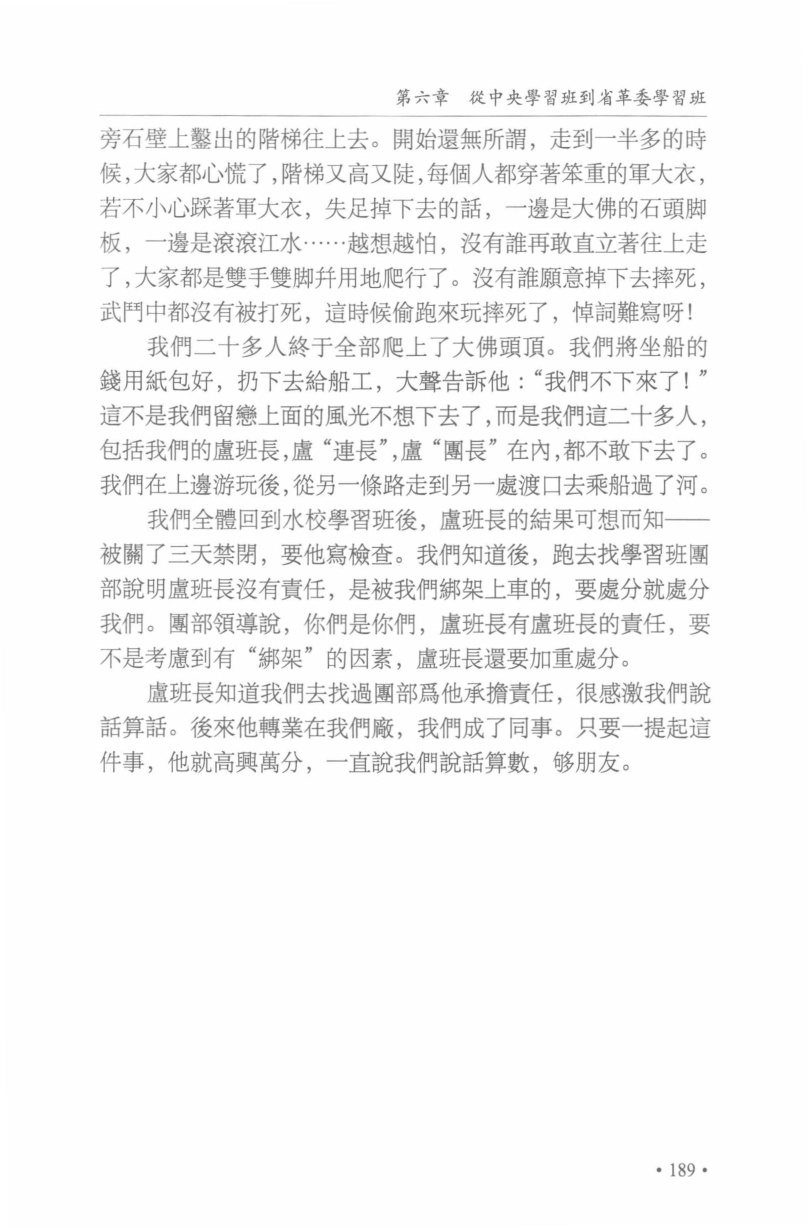 第六章　從中央學習班到省革委學習班
旁石壁上鑿出的階梯往上去。開始還無所謂，走到一半多的時
候，大家都心慌了，階梯又高又陡，每個人都穿著笨重的軍大衣，
若不小心踩著軍大衣，失足掉下去的話，一邊是大佛的石頭脚
板，一邊是滾滾江水……越想越怕，沒有誰再敢直立著往上走
了，大家都是雙手雙脚幷用地爬行了。沒有誰願意掉下去摔死，
武鬥中都沒有被打死，這時候偷跑來玩摔死了，悼詞難寫呀！
我們二十多人終于全部爬上了大佛頭頂。我們將坐船的
錢用紙包好，扔下去給船工，大聲告訴他：“我們不下來了！”
這不是我們留戀上面的風光不想下去了，而是我們這二十多人，
包括我們的盧班長，盧“連長”，盧“團長”在內，都不敢下去了。
我們在上邊游玩後，從另一條路走到另一處渡口去乘船過了河。
我們全體回到水校學習班後，盧班長的結果可想而知——
被關了三天禁閉，要他寫檢查。我們知道後，跑去找學習班團
部說明盧班長沒有責任，是被我們綁架上車的，要處分就處分
我們。團部領導說，你們是你們，盧班長有盧班長的責任，要
不是考慮到有“綁架”的因素，盧班長還要加重處分。
盧班長知道我們去找過團部爲他承擔責任，很感激我們說
話算話。後來他轉業在我們廠，我們成了同事。只要一提起這
件事，他就高興萬分，一直說我們說話算數，够朋友。
• 189 •